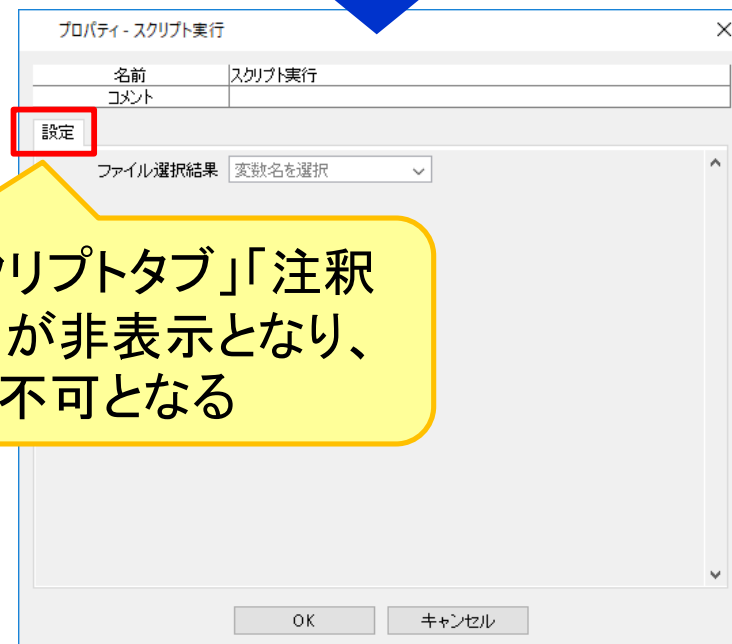 プロパティ - スクリプト実行
名前 スクリプト実行
コメント
設定
ファイル選択結果 変数名を選択
クリプトタブ」「注釈
が非表示となり、
不可となる
OK キャンセル